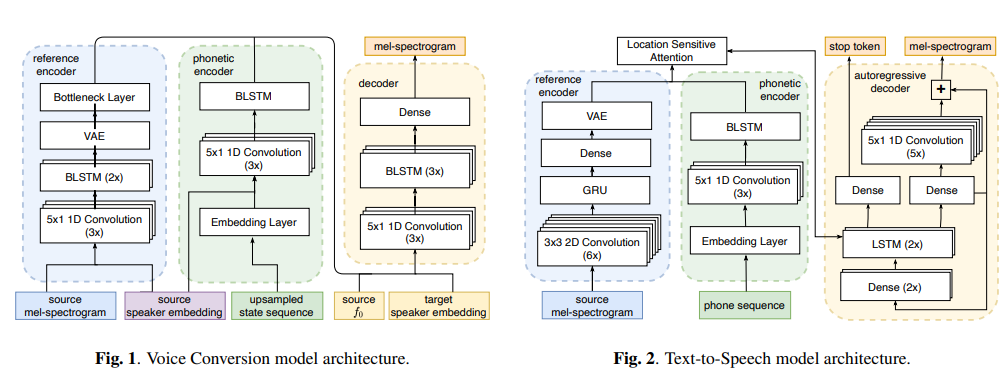 reference
encoder
Bottleneck Layer
VAE
BLSTM (2x)
5x1 1D Convolution
(3x)
phonetic
encoder
BLSTM
5x1 1D Convolution
(3x)
Embedding Layer
mel-spectrogram
decoder
Dense
BLSTM (3x)
5x1 1D Convolution
(3x)
source
mel-spectrogram
source
speaker embedding
upsampled
state sequence
source
f0
target
speaker embedding
Fig. 1. Voice Conversion model architecture.
Location Sensitive
Attention
reference
encoder
VAE
Dense
GRU
3x3 2D Convolution
(6x)
phonetic
encoder
BLSTM
5x1 1D Convolution
(3x)
Embedding Layer
stop token
mel-spectrogram
autoregressive
decoder
+
5x1 1D Convolution
(5x)
Dense
Dense
LSTM (2x)
Dense (2x)
source
mel-spectrogram
phone sequence
Fig. 2. Text-to-Speech model architecture.